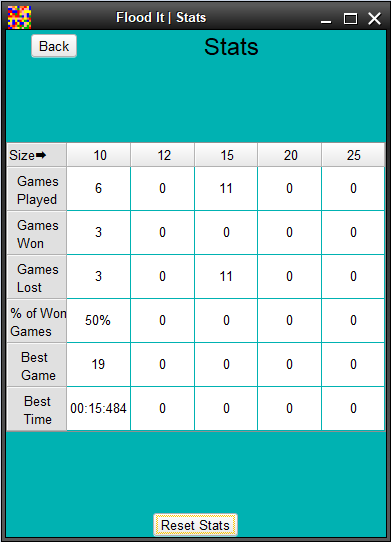 Flood It | Stats
Back
Stats
Size➡ 10 12 15 20 25
Games
Played 6 0 11 0 0
Games
Won 3 0 0 0 0
Games
Lost 3 0 11 0 0
% of Won
Games 50% 0 0 0 0
Best
Game 19 0 0 0 0
Best
Time 00:15:484 0 0 0 0
Reset Stats